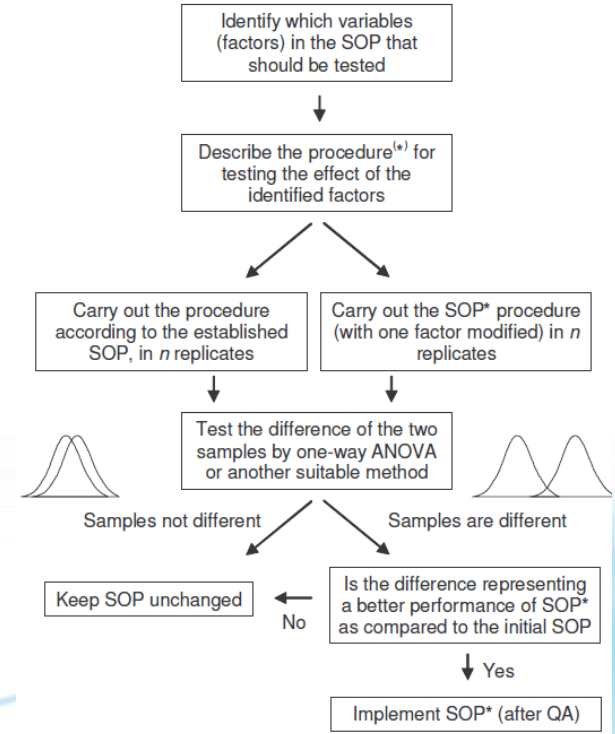 Identify which variables
(factors) in the SOP that
should be tested
Describe the procedure(*) for
testing the effect of the
identified factors
Carry out the procedure
according to the established
SOP, in n replicates
Carry out the SOP* procedure
(with one factor modified) in n
replicates
Test the difference of the two
samples by one-way ANOVA
or another suitable method
Samples not different
Samples are different
Keep SOP unchanged
No
Is the difference representing
a better performance of SOP*
as compared to the initial SOP
Yes
Implement SOP* (after QA)